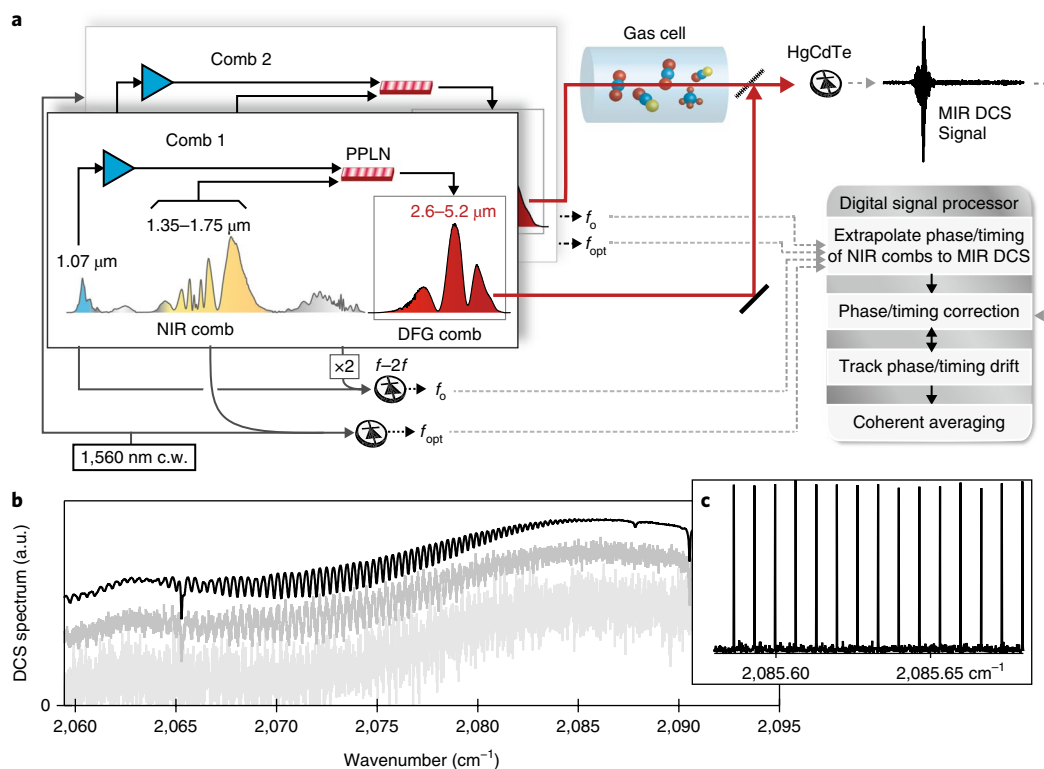 a
Comb 2
Gas cell
HgCdTe
MIR DCS
Signal
Comb 1
PPLN
1.35–1.75 μm
1.07 μm
2.6–5.2 μm
NIR comb
DFG comb
fo
fopt
Digital signal processor
Extrapolate phase/timing
of NIR combs to MIR DCS
Phase/timing correction
Track phase/timing drift
Coherent averaging
×2
f–2f
fo
fopt
1,560 nm c.w.
b
DCS spectrum (a.u.)
0
2,060 2,065 2,070 2,075 2,080 2,085 2,090 2,095
Wavenumber (cm⁻¹)
c
2,085.60 2,085.65 cm⁻¹